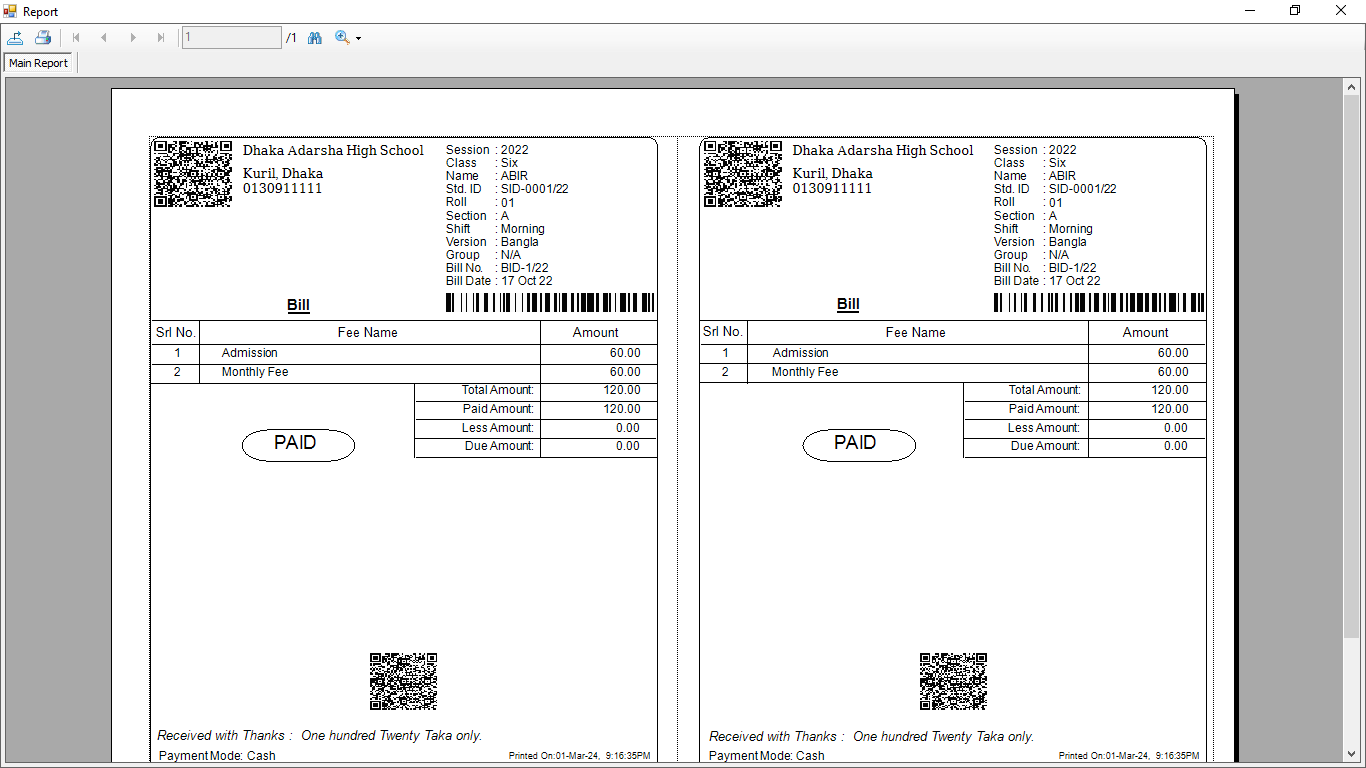 Report
1 /1
Main Report
Dhaka Adarsha High School
Kuril, Dhaka
0130911111
Session : 2022
Class : Six
Name : ABIR
Std. ID : SID-0001/22
Roll : 01
Section : A
Shift : Morning
Version : Bangla
Group : N/A
Bill No. : BID-1/22
Bill Date : 17 Oct 22
Bill
Srl No. Fee Name Amount
1 Admission 60.00
2 Monthly Fee 60.00
Total Amount: 120.00
Paid Amount: 120.00
Less Amount: 0.00
Due Amount: 0.00
PAID
Received with Thanks : One hundred Twenty Taka only.
Payment Mode: Cash Printed On:01-Mar-24, 9:16:35PM
Dhaka Adarsha High School
Kuril, Dhaka
0130911111
Session : 2022
Class : Six
Name : ABIR
Std. ID : SID-0001/22
Roll : 01
Section : A
Shift : Morning
Version : Bangla
Group : N/A
Bill No. : BID-1/22
Bill Date : 17 Oct 22
Bill
Srl No. Fee Name Amount
1 Admission 60.00
2 Monthly Fee 60.00
Total Amount: 120.00
Paid Amount: 120.00
Less Amount: 0.00
Due Amount: 0.00
PAID
Received with Thanks : One hundred Twenty Taka only.
Payment Mode: Cash Printed On:01-Mar-24, 9:16:35PM